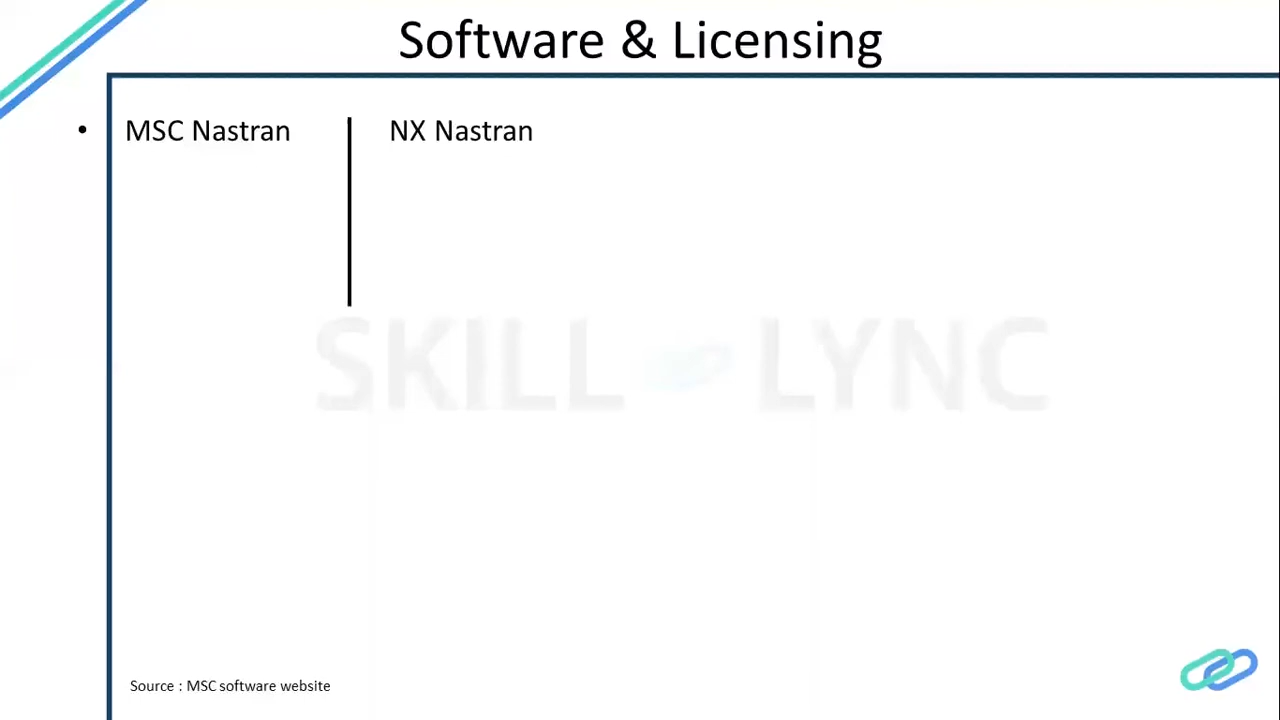 Software & Licensing
• MSC Nastran NX Nastran
SKILL LYNC
Source : MSC software website